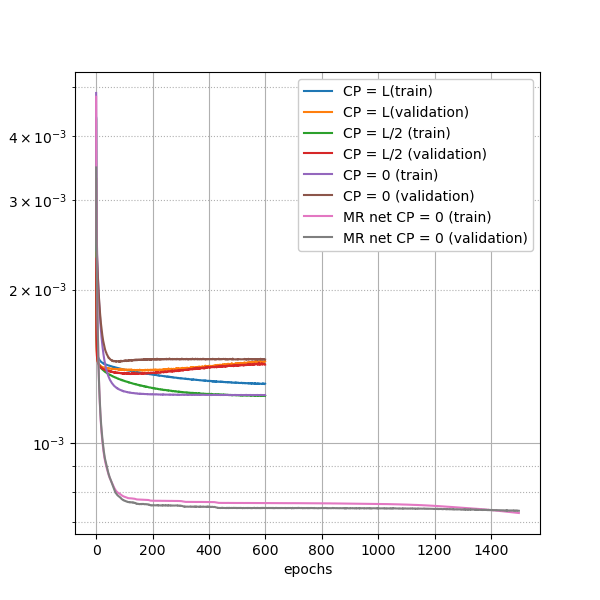 CP = L(train)
CP = L(validation)
CP = L/2 (train)
CP = L/2 (validation)
CP = 0 (train)
CP = 0 (validation)
MR net CP = 0 (train)
MR net CP = 0 (validation)
4 × 10⁻³
3 × 10⁻³
2 × 10⁻³
10⁻³
0 200 400 600 800 1000 1200 1400
epochs